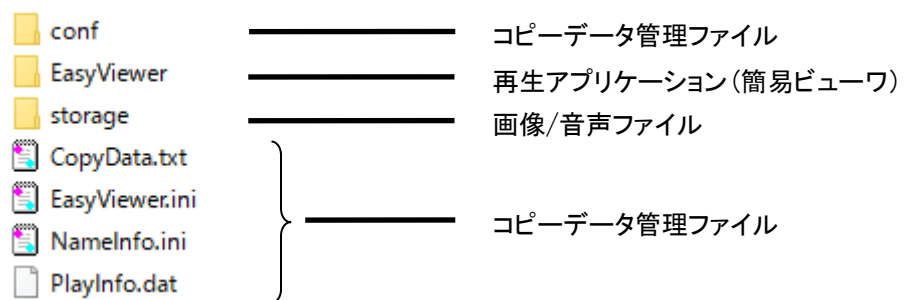 conf コピーデータ管理ファイル
EasyViewer 再生アプリケーション（簡易ビューワ）
storage 画像/音声ファイル
CopyData.txt
EasyViewer.ini
コピーデータ管理ファイル
NameInfo.ini
PlayInfo.dat